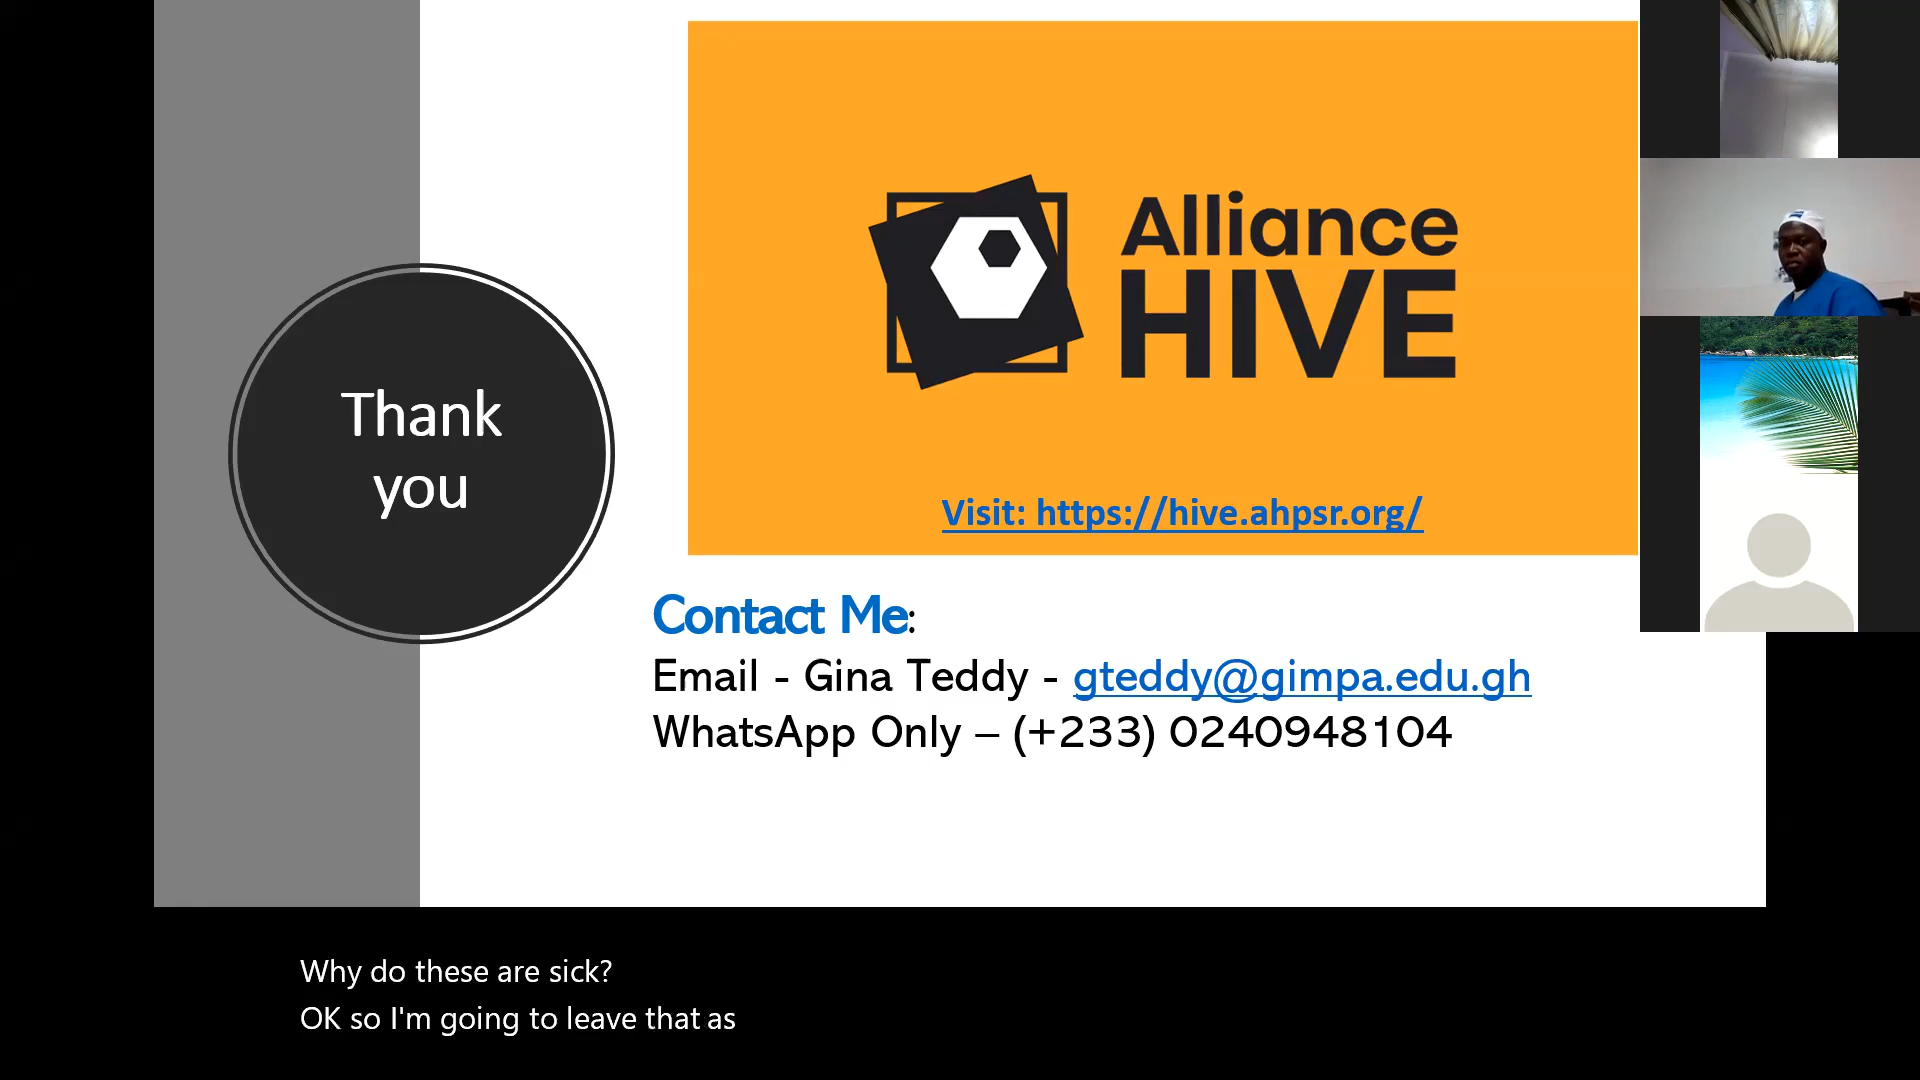 Thank
you
Alliance
HIVE
Visit: https://hive.ahpsr.org/
Contact Me:
Email - Gina Teddy - gteddy@gimpa.edu.gh
WhatsApp Only – (+233) 0240948104
Why do these are sick?
OK so I'm going to leave that as